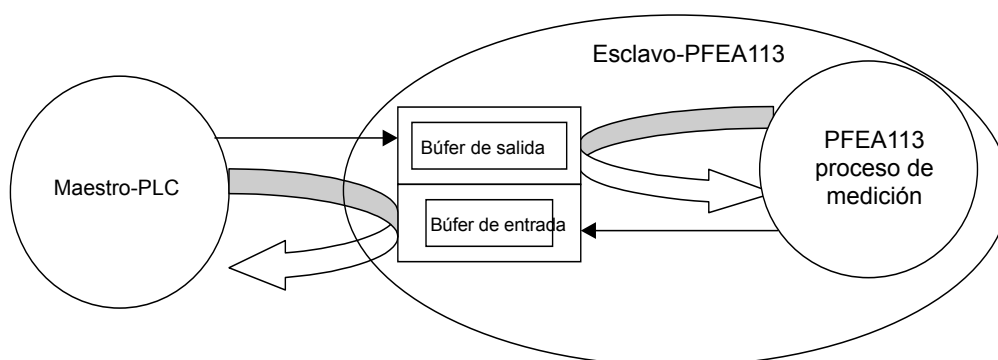 Esclavo-PFEA113
Maestro-PLC
Búfer de salida
Búfer de entrada
PFEA113
proceso de
medición